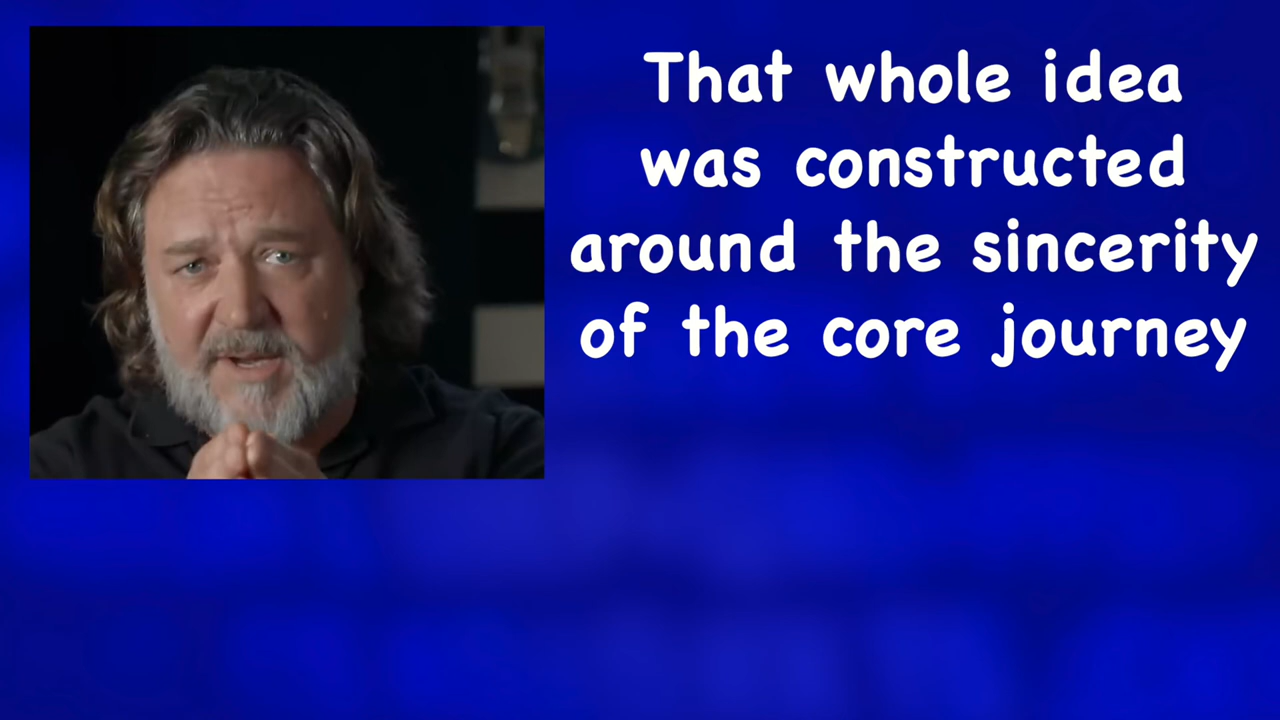 That whole idea
was constructed
around the sincerity
of the core journey